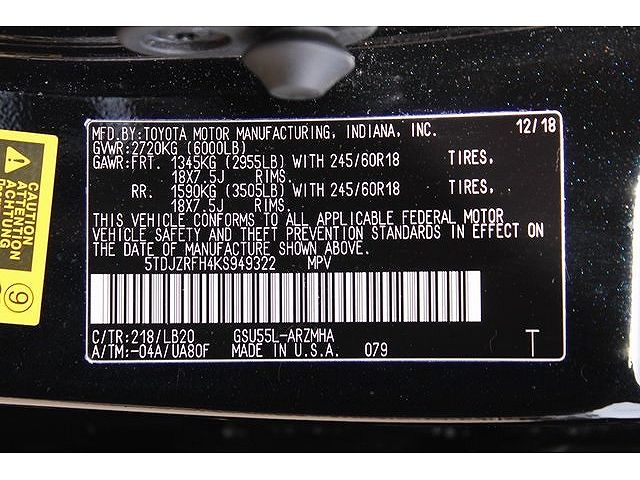 MFD.BY:TOYOTA MOTOR MANUFACTURING, INDIANA, INC. 12/18
GVWR:2720KG (6000LB)
GAWR:FRT. 1345KG (2955LB) WITH 245/60R18 TIRES,
18X7.5J RIMS.
RR. 1590KG (3505LB) WITH 245/60R18 TIRES,
18X7.5J RIMS.
THIS VEHICLE CONFORMS TO ALL APPLICABLE FEDERAL MOTOR
VEHICLE SAFETY AND THEFT PREVENTION STANDARDS IN EFFECT
ON THE DATE OF MANUFACTURE SHOWN ABOVE.
5TDJZRFH4KS949322 MPV
C/TR:218/LB20 GSU55L-ARZMHA
A/TM:-04A/UA80F MADE IN U.S.A. 079 T
CAUTION
ACHTUNG
9